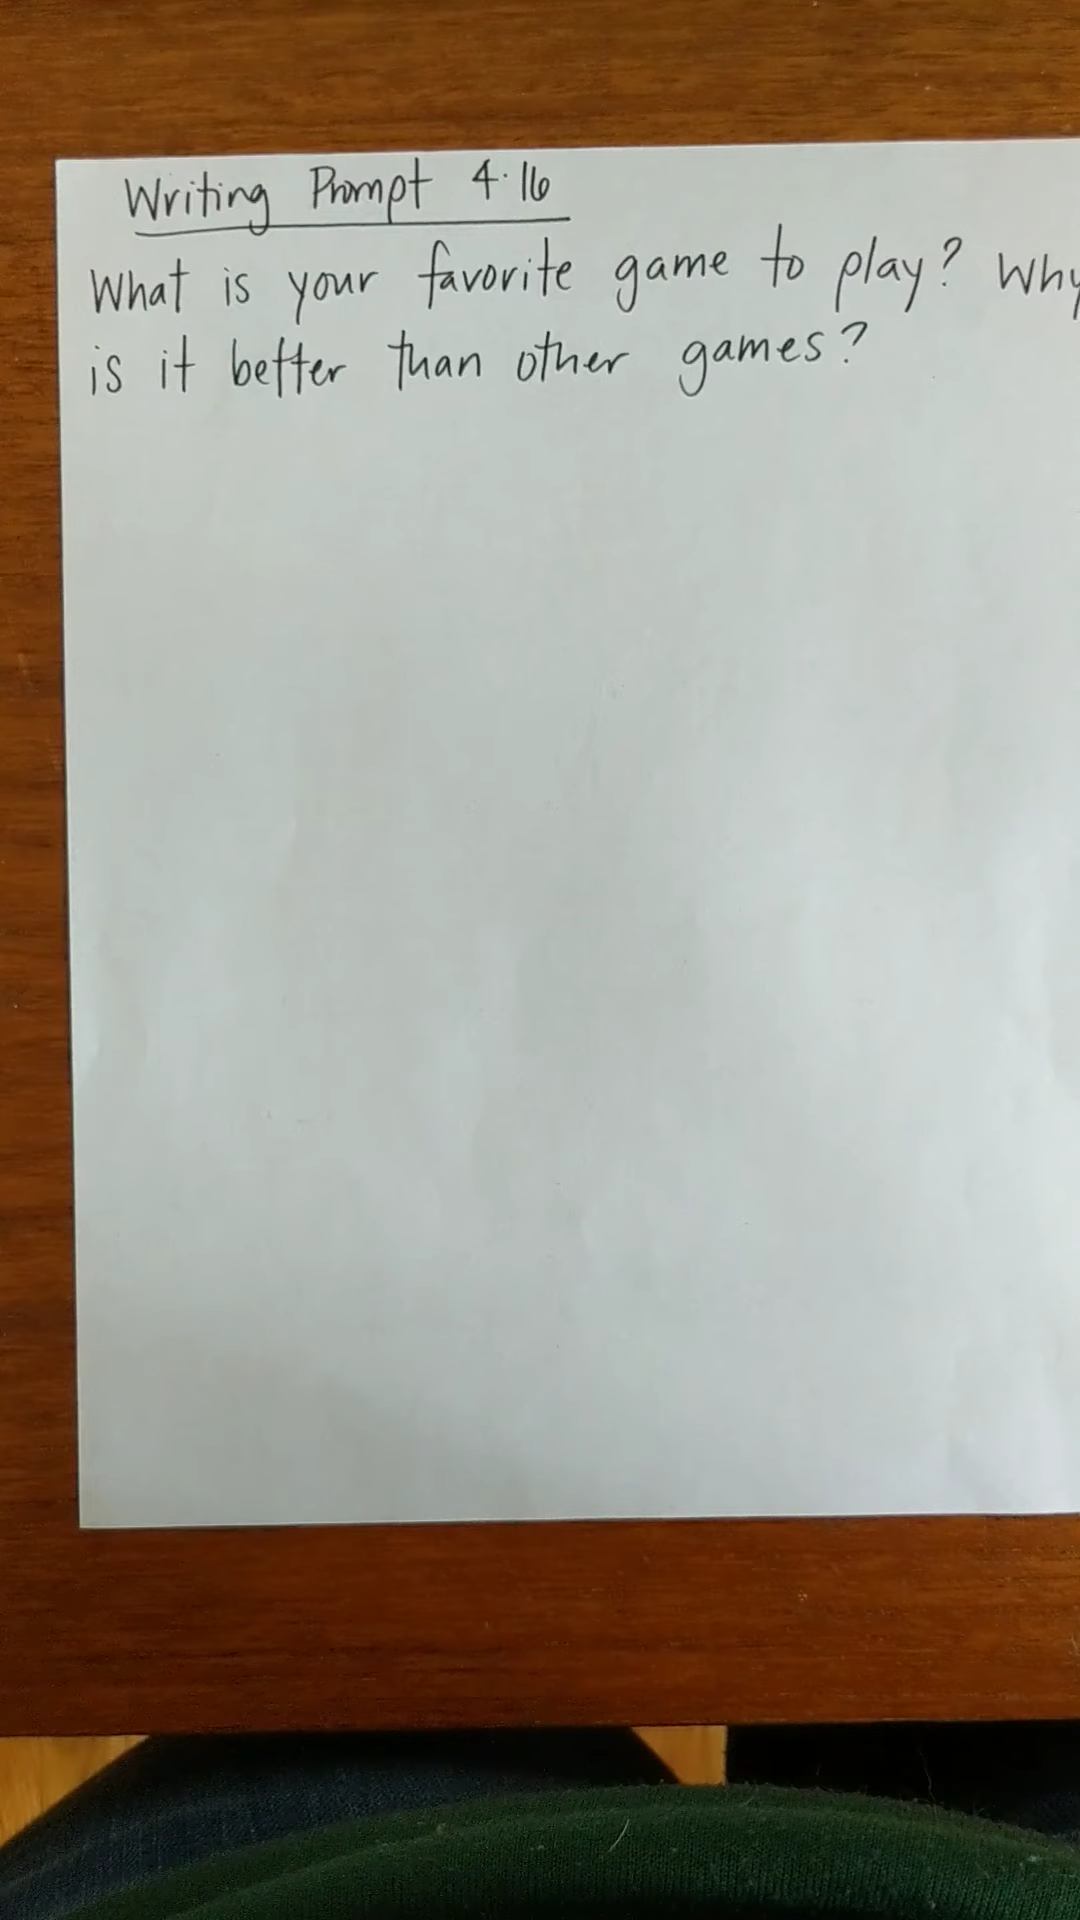 Writing Prompt 4.16
What is your favorite game to play? Why
is it better than other games?